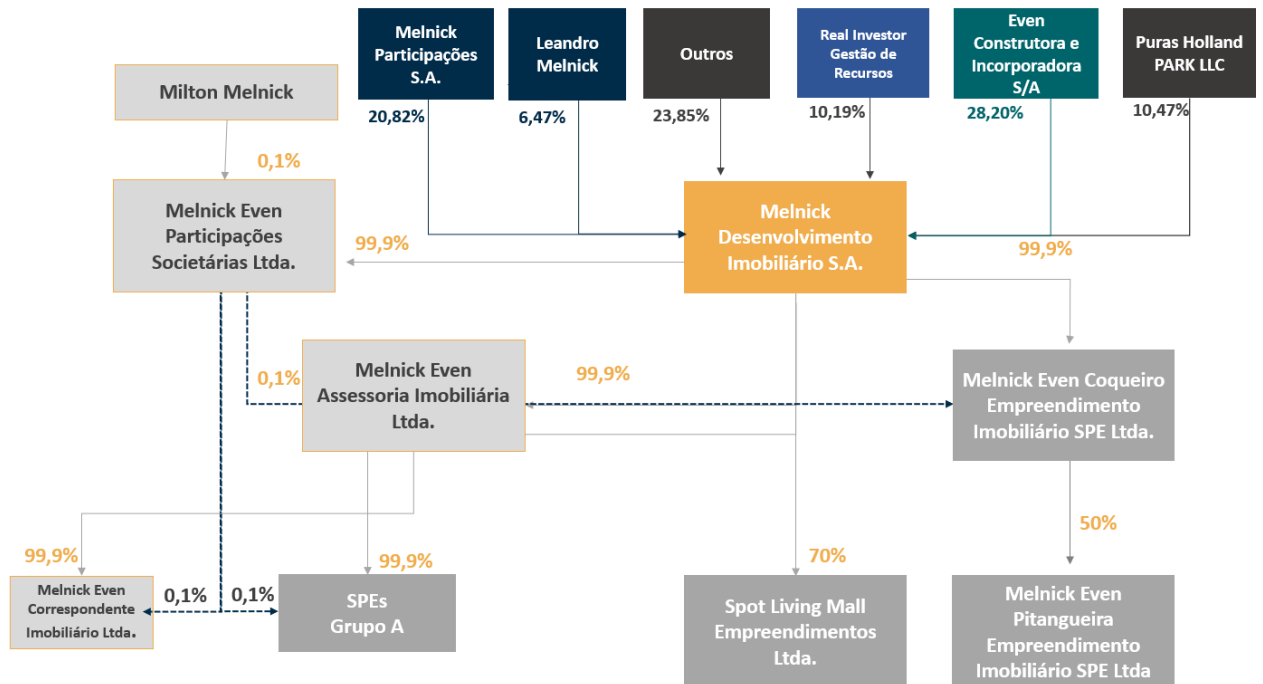 Melnick
Participações
S.A.
Leandro
Melnick
Outros
Real Investor
Gestão de
Recursos
Even
Construtora e
Incorporadora
S/A
Puras Holland
PARK LLC
20,82%
6,47%
23,85%
10,19%
28,20%
10,47%
Milton Melnick
0,1%
Melnick Even
Participações
Societárias Ltda.
99,9%
Melnick
Desenvolvimento
Imobiliário S.A.
99,9%
0,1%
Melnick Even
Assessoria Imobiliária
Ltda.
99,9%
Melnick Even Coqueiro
Empreendimento
Imobiliário SPE Ltda.
99,9%
99,9%
70%
50%
Melnick Even
Correspondente
Imobiliário Ltda.
0,1%
0,1%
SPEs
Grupo A
Spot Living Mall
Empreendimentos
Ltda.
Melnick Even
Pitangueira
Empreendimento
Imobiliário SPE Ltda